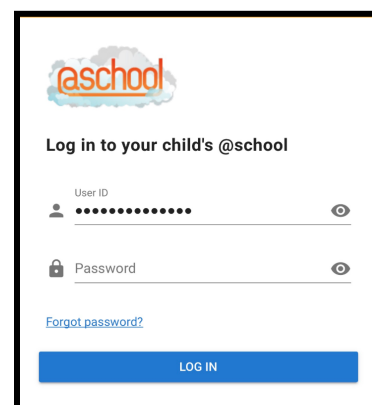 @school
Log in to your child's @school
User ID
••••••••••••••
Password
Forgot password?
LOG IN